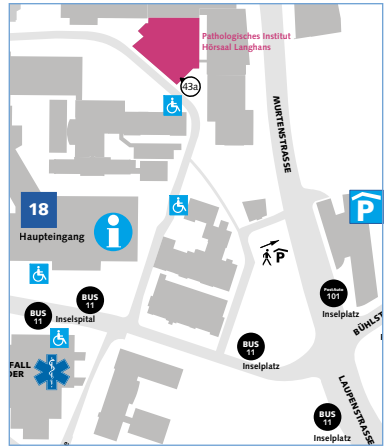 Pathologisches Institut
Hörsaal Langhans
43a
MURTENSTRASSE
18
Haupteingang
i
P
P
BUS
11
BUS
11
Inselspital
PostAuto
101
Inselplatz
BUS
11
Inselplatz
BÜHLST
FALL
DER
LAUPENSTRASSE
BUS
11
Inselplatz